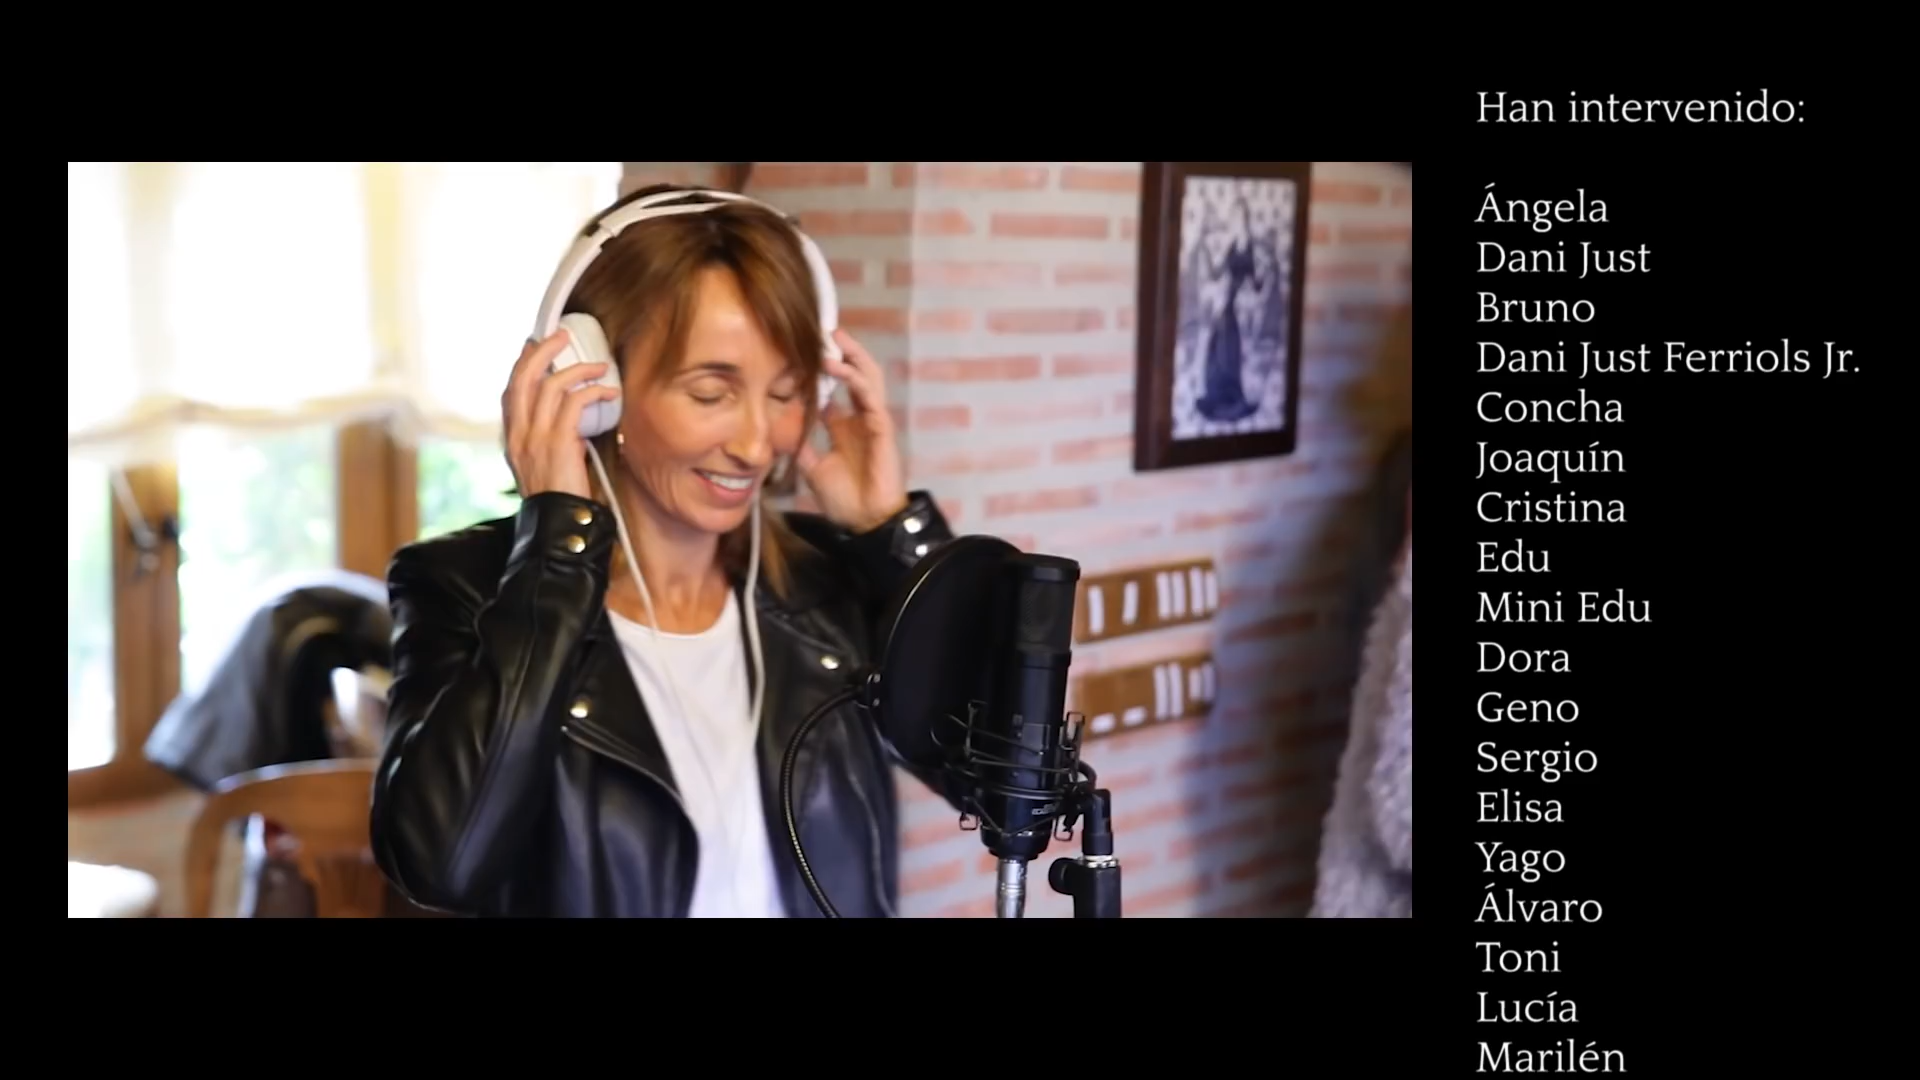 Han intervenido:
Ángela
Dani Just
Bruno
Dani Just Ferriols Jr.
Concha
Joaquín
Cristina
Edu
Mini Edu
Dora
Geno
Sergio
Elisa
Yago
Álvaro
Toni
Lucía
Marilén